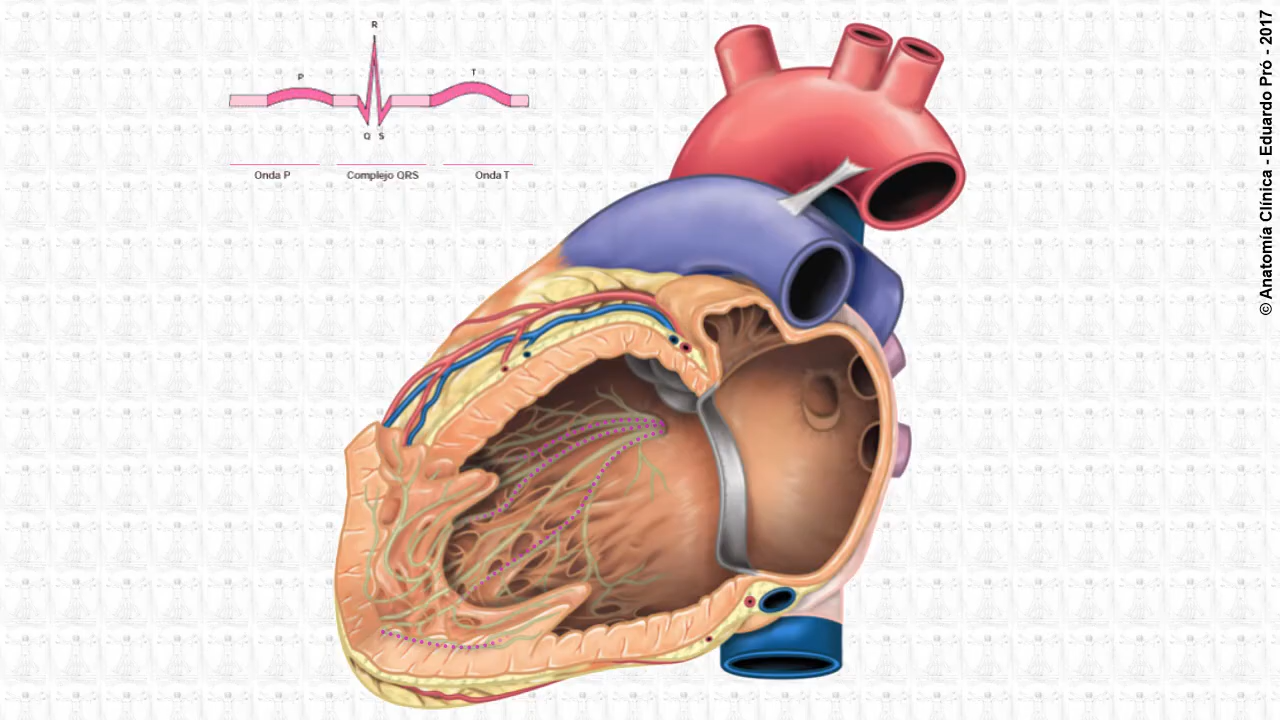 R
P
T
Q S
Onda P
Complejo QRS
Onda T
© Anatomía Clínica - Eduardo Pró - 2017